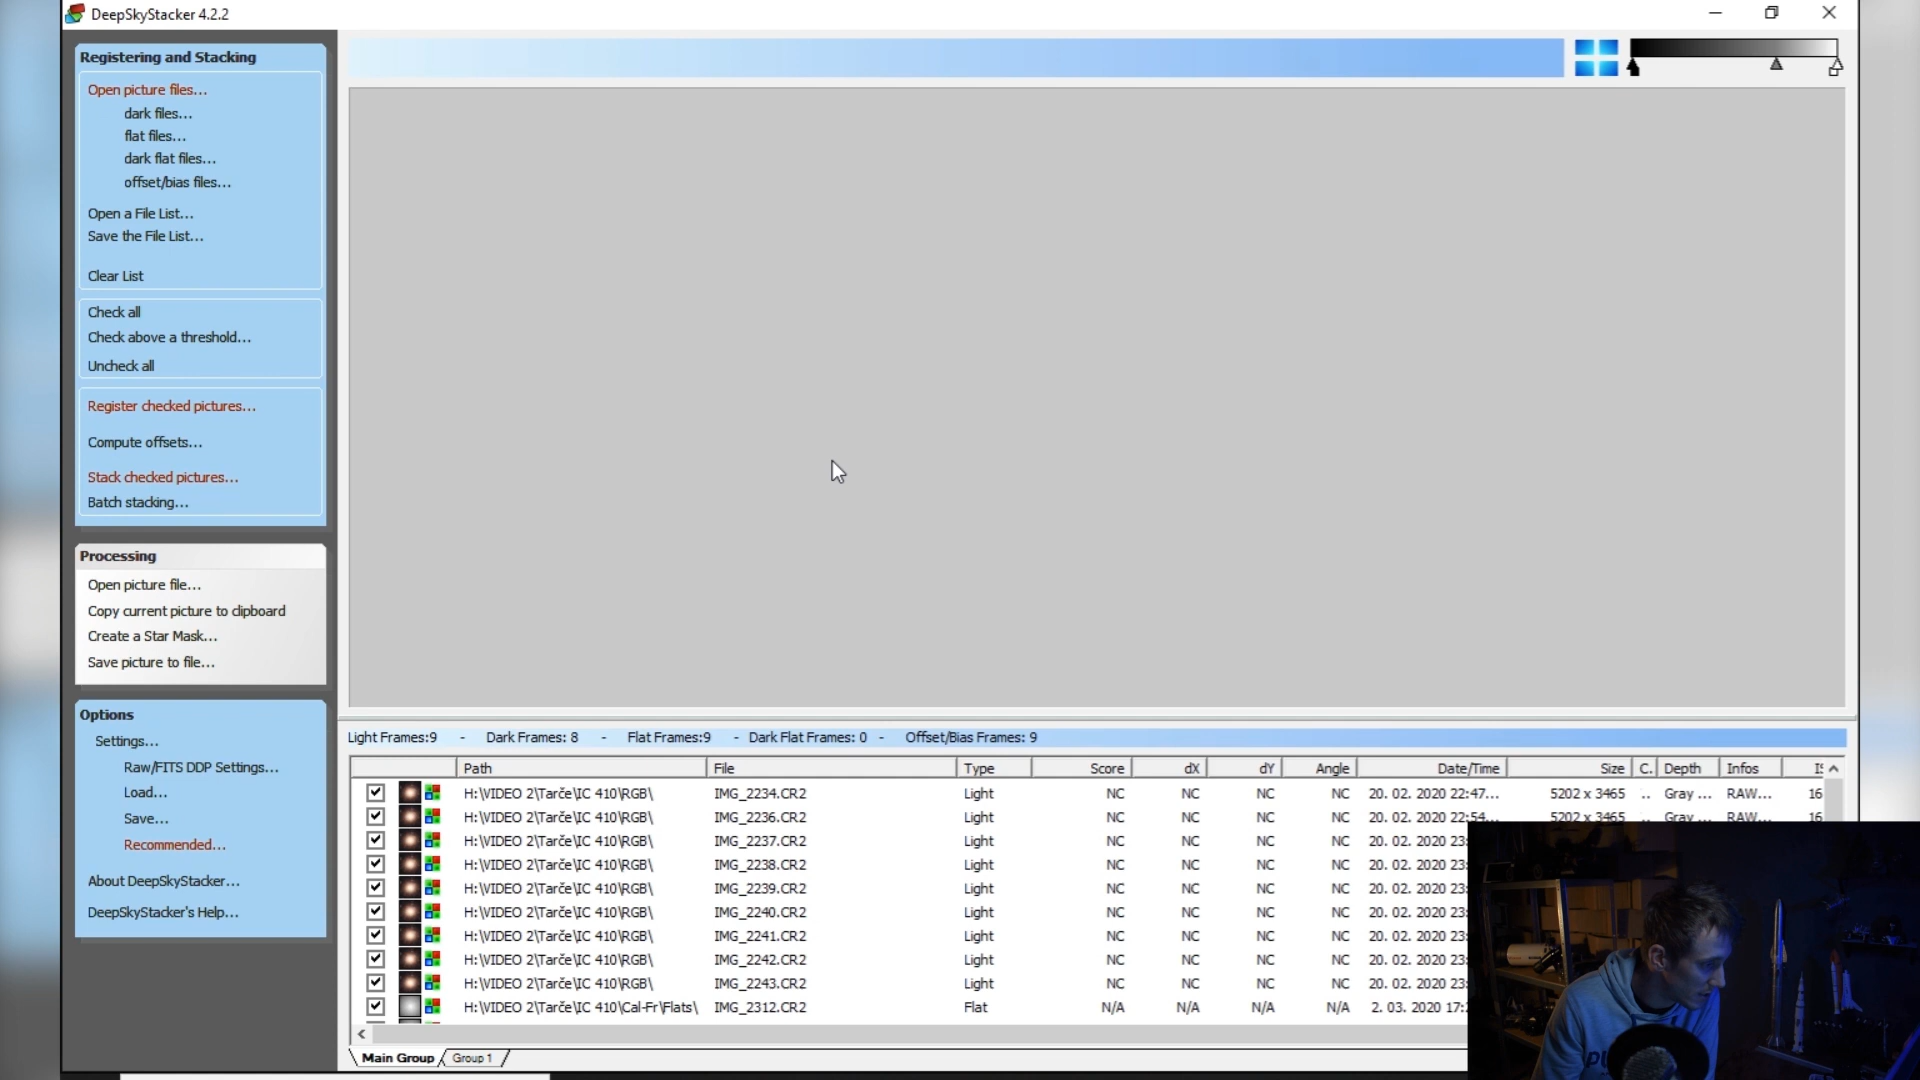 DeepSkyStacker 4.2.2
Registering and Stacking
Open picture files...
dark files...
flat files...
dark flat files...
offset/bias files...
Open a File List...
Save the File List...
Clear List
Check all
Check above a threshold...
Uncheck all
Register checked pictures...
Compute offsets...
Stack checked pictures...
Batch stacking...
Processing
Open picture file...
Copy current picture to clipboard
Create a Star Mask...
Save picture to file...
Options
Settings...
Raw/FITS DDP Settings...
Load...
Save...
Recommended...
About DeepSkyStacker...
DeepSkyStacker's Help...
Light Frames:9 - Dark Frames: 8 - Flat Frames:9 - Dark Flat Frames: 0 - Offset/Bias Frames: 9
Path File Type Score dX dY Angle Date/Time Size C. Depth Infos IS
H:\VIDEO 2\Tarče\IC 410\RGB\ IMG_2234.CR2 Light NC NC NC NC 20. 02. 2020 22:47... 5202 x 3465 .. Gray ... RAW... 16
H:\VIDEO 2\Tarče\IC 410\RGB\ IMG_2236.CR2 Light NC NC NC NC 20. 02. 2020 22:54... 5202 x 3465 .. Gray ... RAW... 16
H:\VIDEO 2\Tarče\IC 410\RGB\ IMG_2237.CR2 Light NC NC NC NC 20. 02. 2020 23:
H:\VIDEO 2\Tarče\IC 410\RGB\ IMG_2238.CR2 Light NC NC NC NC 20. 02. 2020 23:
H:\VIDEO 2\Tarče\IC 410\RGB\ IMG_2239.CR2 Light NC NC NC NC 20. 02. 2020 23:
H:\VIDEO 2\Tarče\IC 410\RGB\ IMG_2240.CR2 Light NC NC NC NC 20. 02. 2020 23:
H:\VIDEO 2\Tarče\IC 410\RGB\ IMG_2241.CR2 Light NC NC NC NC 20. 02. 2020 23:
H:\VIDEO 2\Tarče\IC 410\RGB\ IMG_2242.CR2 Light NC NC NC NC 20. 02. 2020 23:
H:\VIDEO 2\Tarče\IC 410\RGB\ IMG_2243.CR2 Light NC NC NC NC 20. 02. 2020 23:
H:\VIDEO 2\Tarče\IC 410\Cal-Fr\Flats\ IMG_2312.CR2 Flat N/A N/A N/A N/A 2. 03. 2020 17:
Main Group Group 1